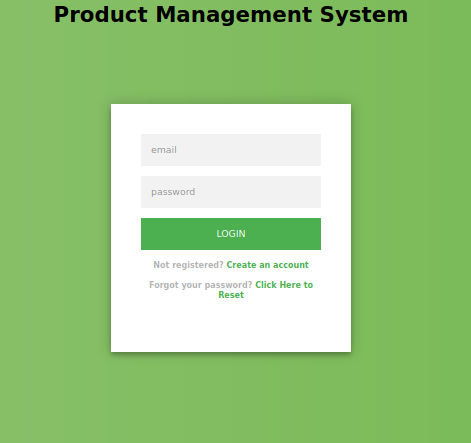 Product Management System
email
password
LOGIN
Not registered? Create an account
Forgot your password? Click Here to
Reset